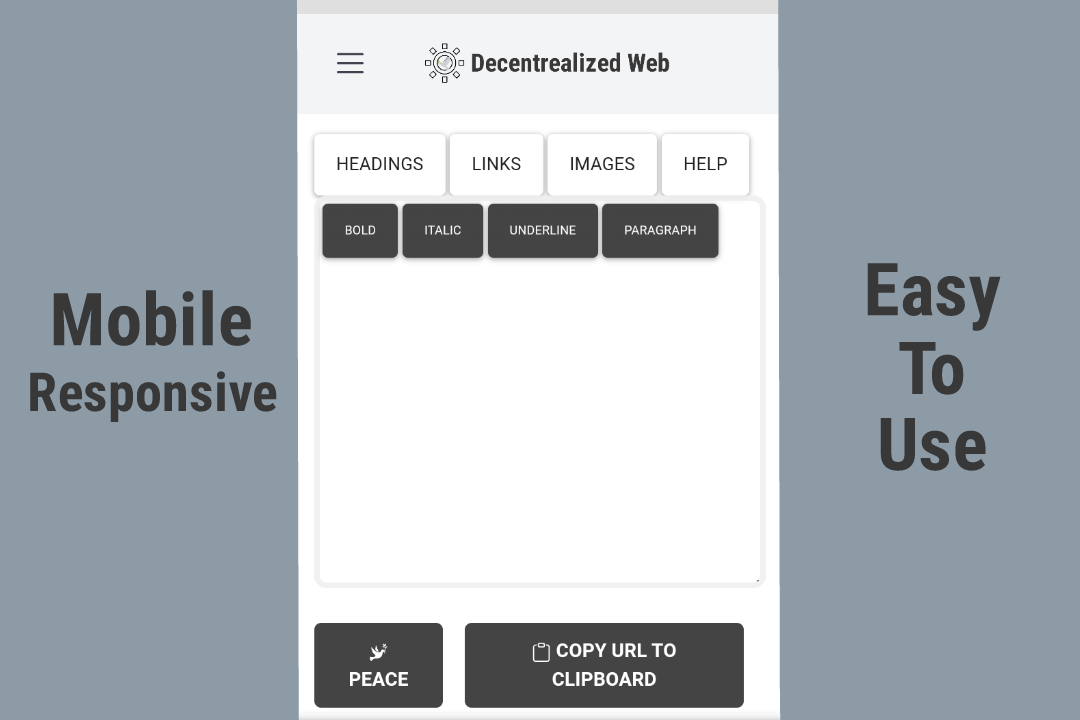 Decentrealized Web
HEADINGS LINKS IMAGES HELP
BOLD ITALIC UNDERLINE PARAGRAPH
Mobile
Responsive
Easy
To
Use
PEACE
COPY URL TO
CLIPBOARD